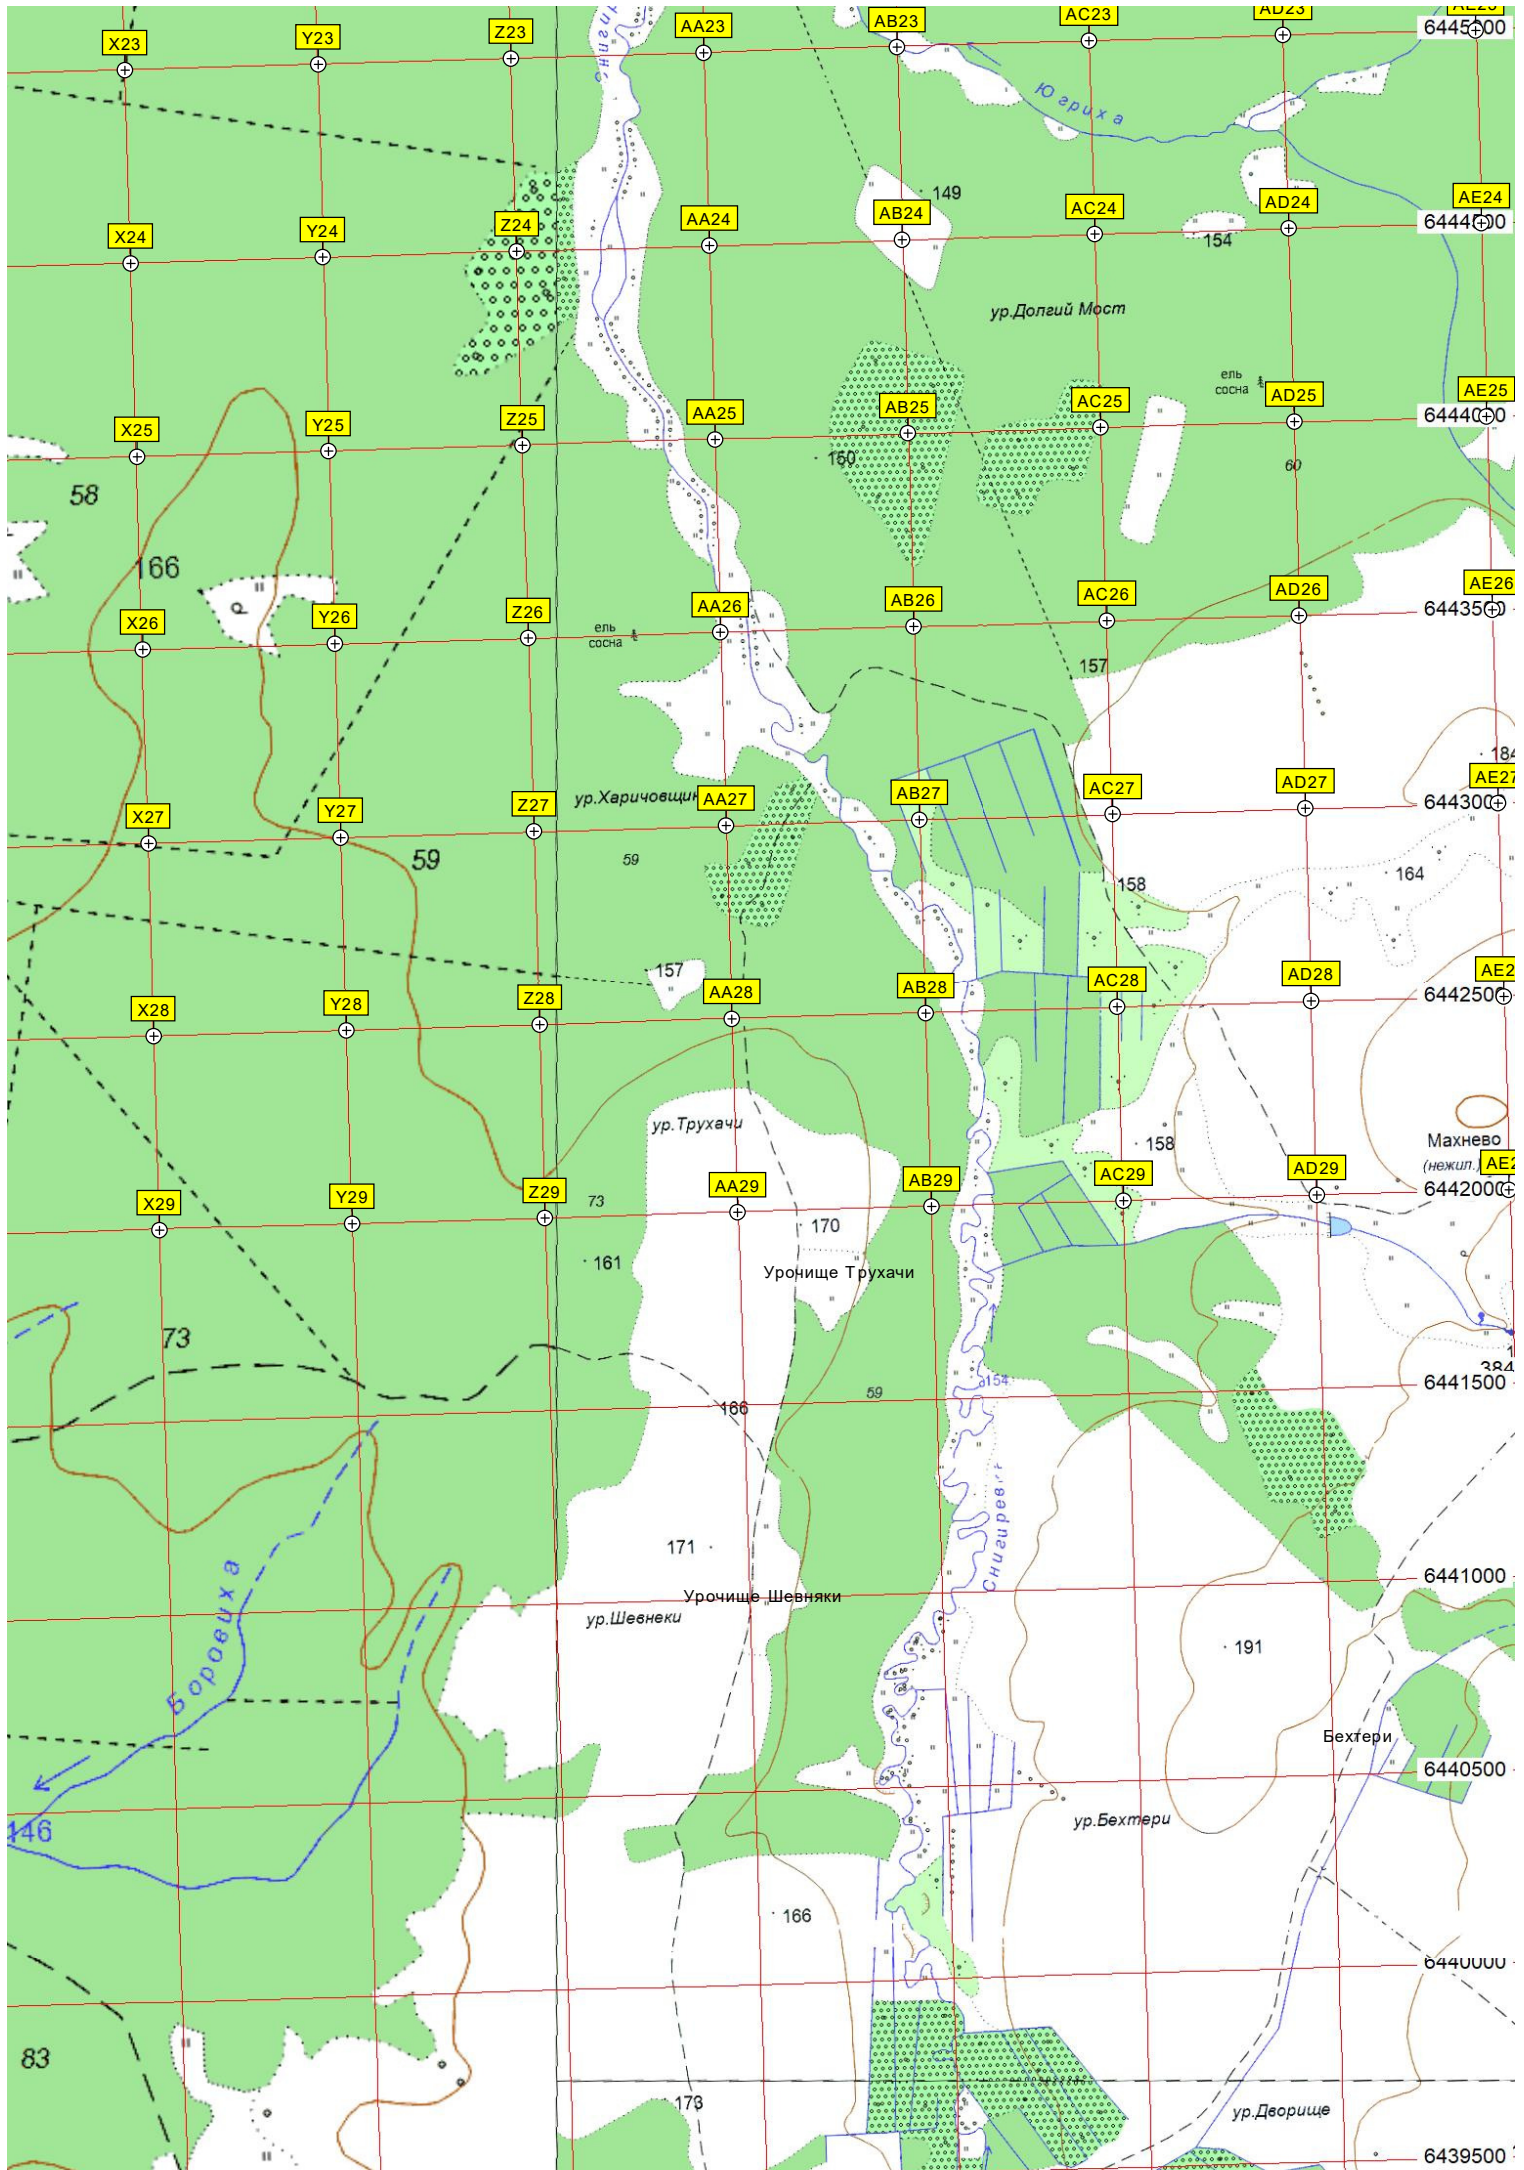 X23
Y23
Z23
AA23
AB23
AC23
AD23
6445000
Югриха
149
X24
Y24
Z24
AA24
AB24
AC24
AD24
AE24
154
ур.Долгий Мост
ель
сосна
X25
Y25
Z25
AA25
AB25
AC25
AD25
AE25
150
60
58
166
X26
Y26
Z26
AA26
AB26
AC26
AD26
AE26
ель
сосна
157
184
X27
Y27
Z27
ур.Харичовщин
AA27
AB27
AC27
AD27
AE27
6443000
59
59
158
164
157
X28
Y28
Z28
AA28
AB28
AC28
AD28
6442500
ур.Трухачи
158
Махнево
(нежил.)
X29
Y29
Z29
73
AA29
AB29
AC29
AD29
6442000
170
161
Урочище Трухачи
73
384
154
59
166
6441500
Снигирев
171
6441000
Боровиха
Урочище Шевняки
ур.Шевнеки
191
Бехтери
6440500
146
ур.Бехтери
166
6440000
83
173
ур.Дворище
6439500